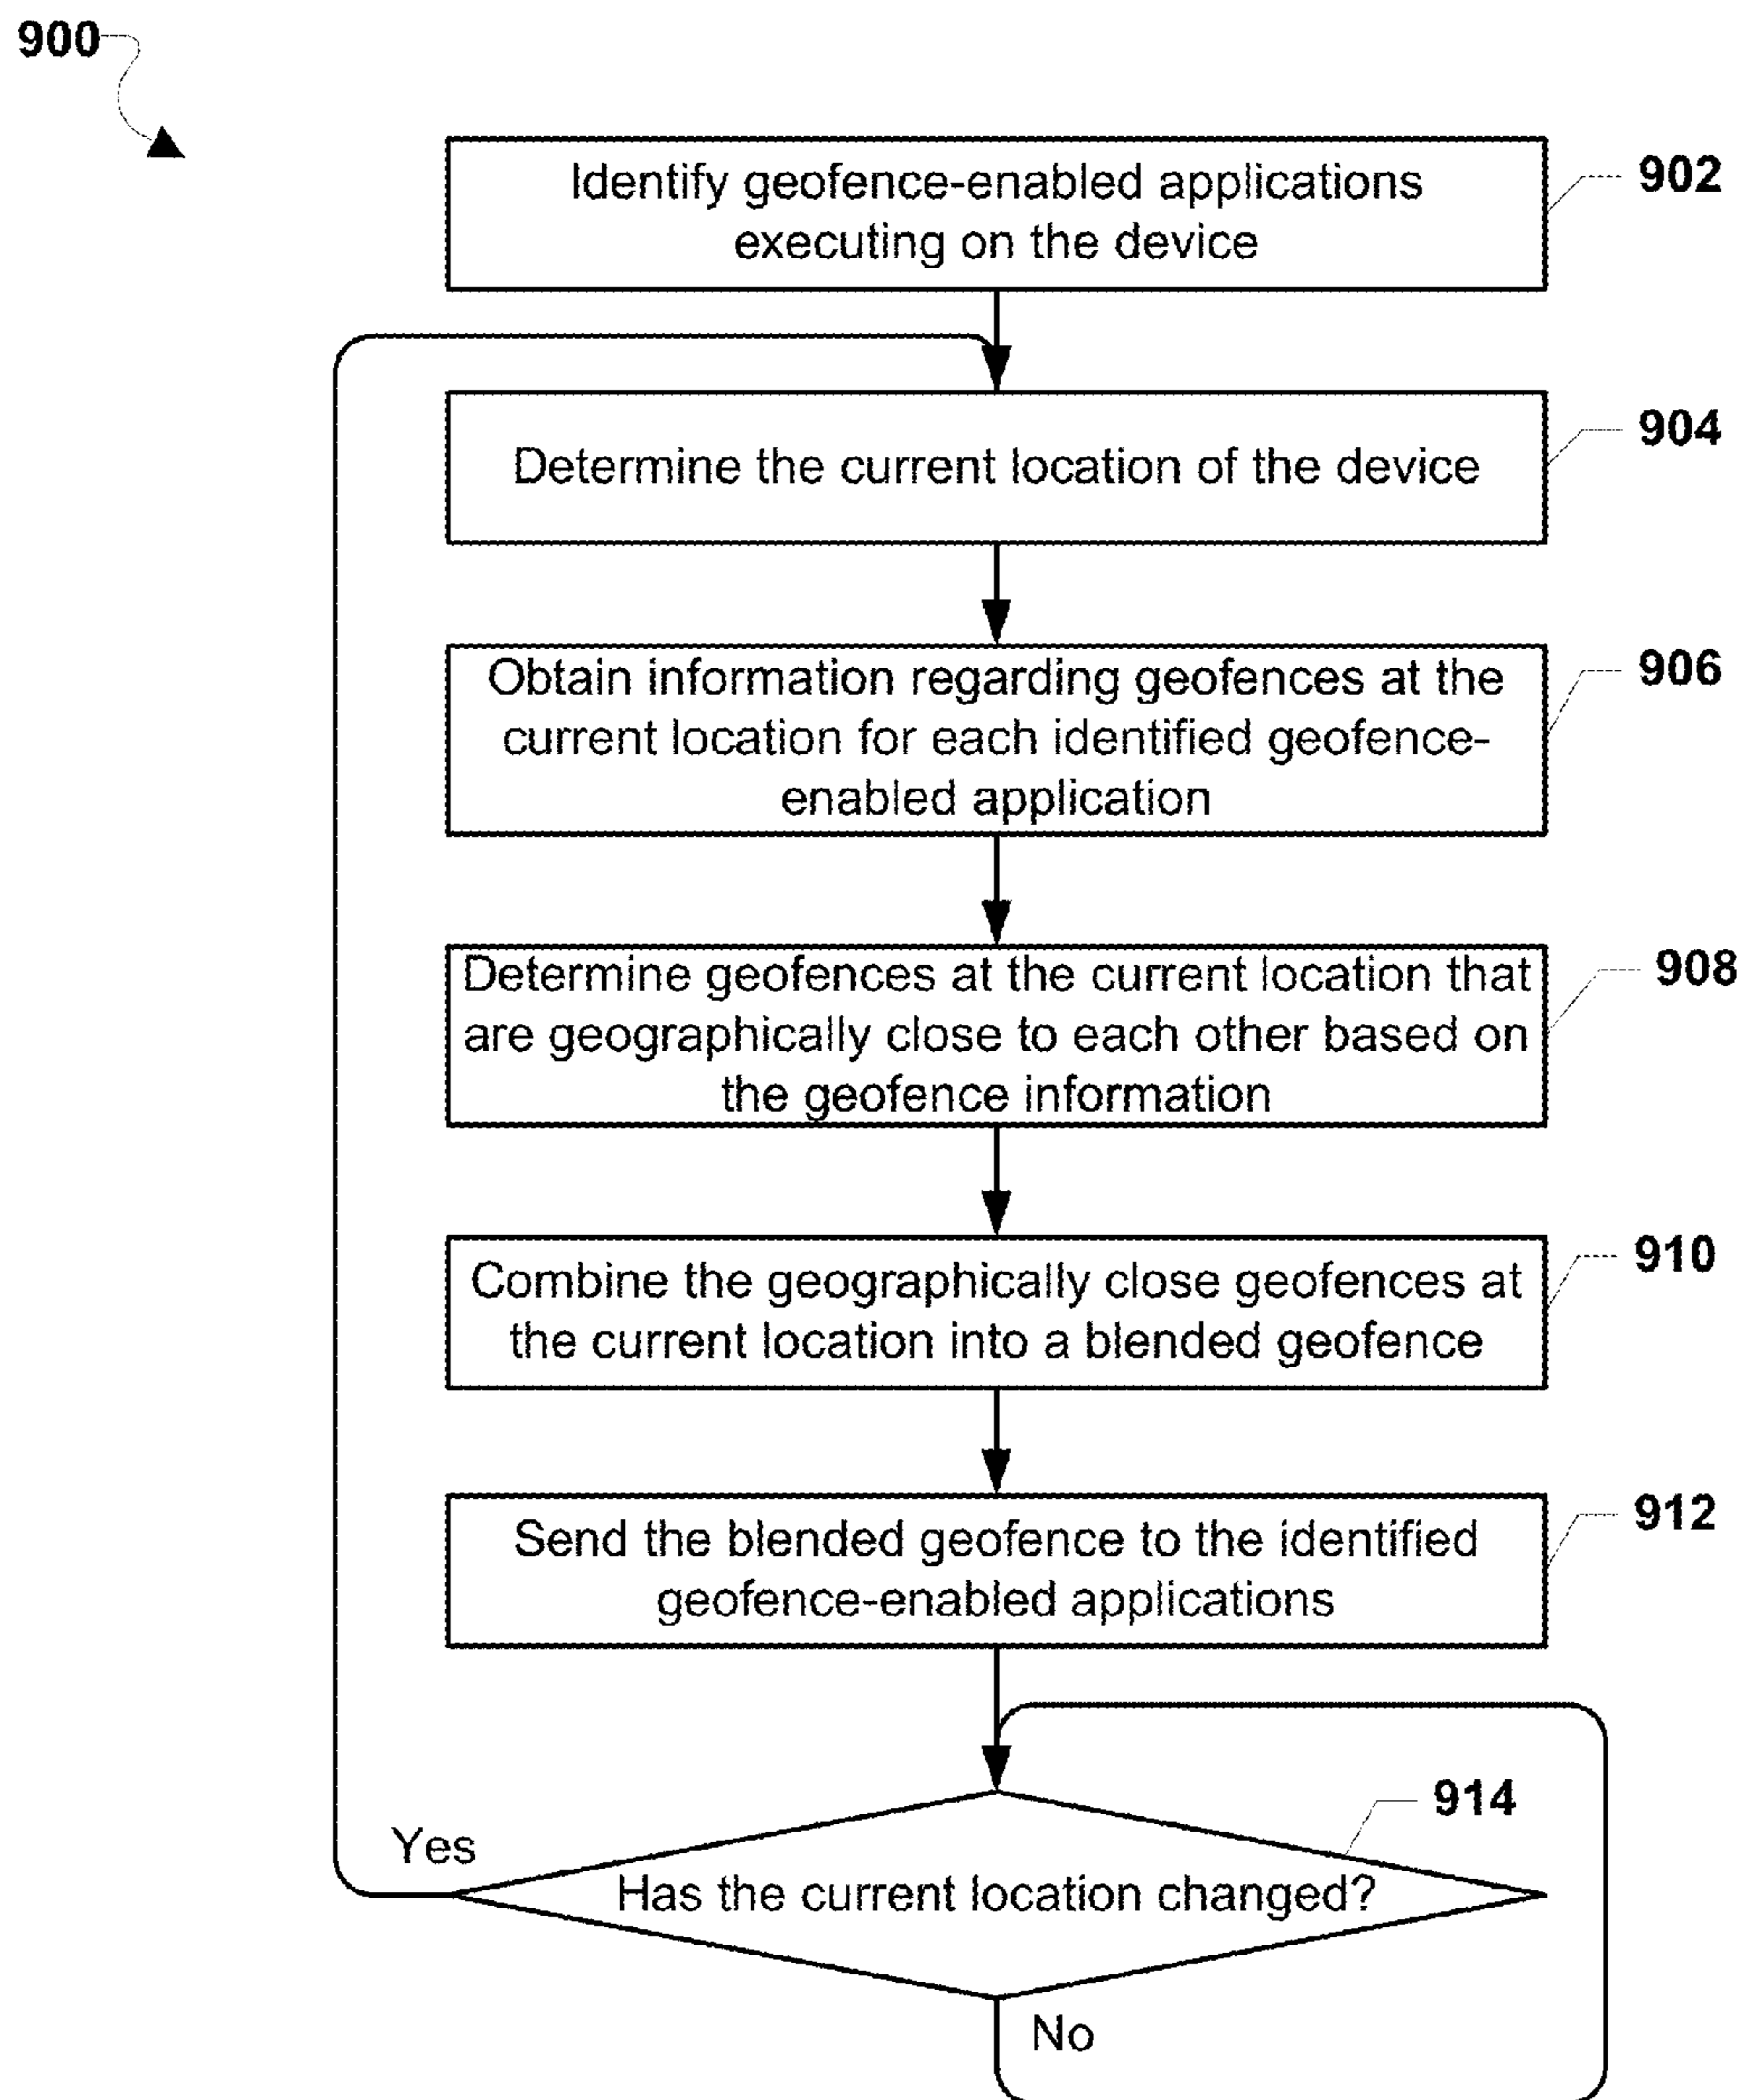 900
Identify geofence-enabled applications
executing on the device
902
Determine the current location of the device
904
Obtain information regarding geofences at the
current location for each identified geofence-
enabled application
906
Determine geofences at the current location that
are geographically close to each other based on
the geofence information
908
Combine the geographically close geofences at
the current location into a blended geofence
910
Send the blended geofence to the identified
geofence-enabled applications
912
914
Yes
Has the current location changed?
No